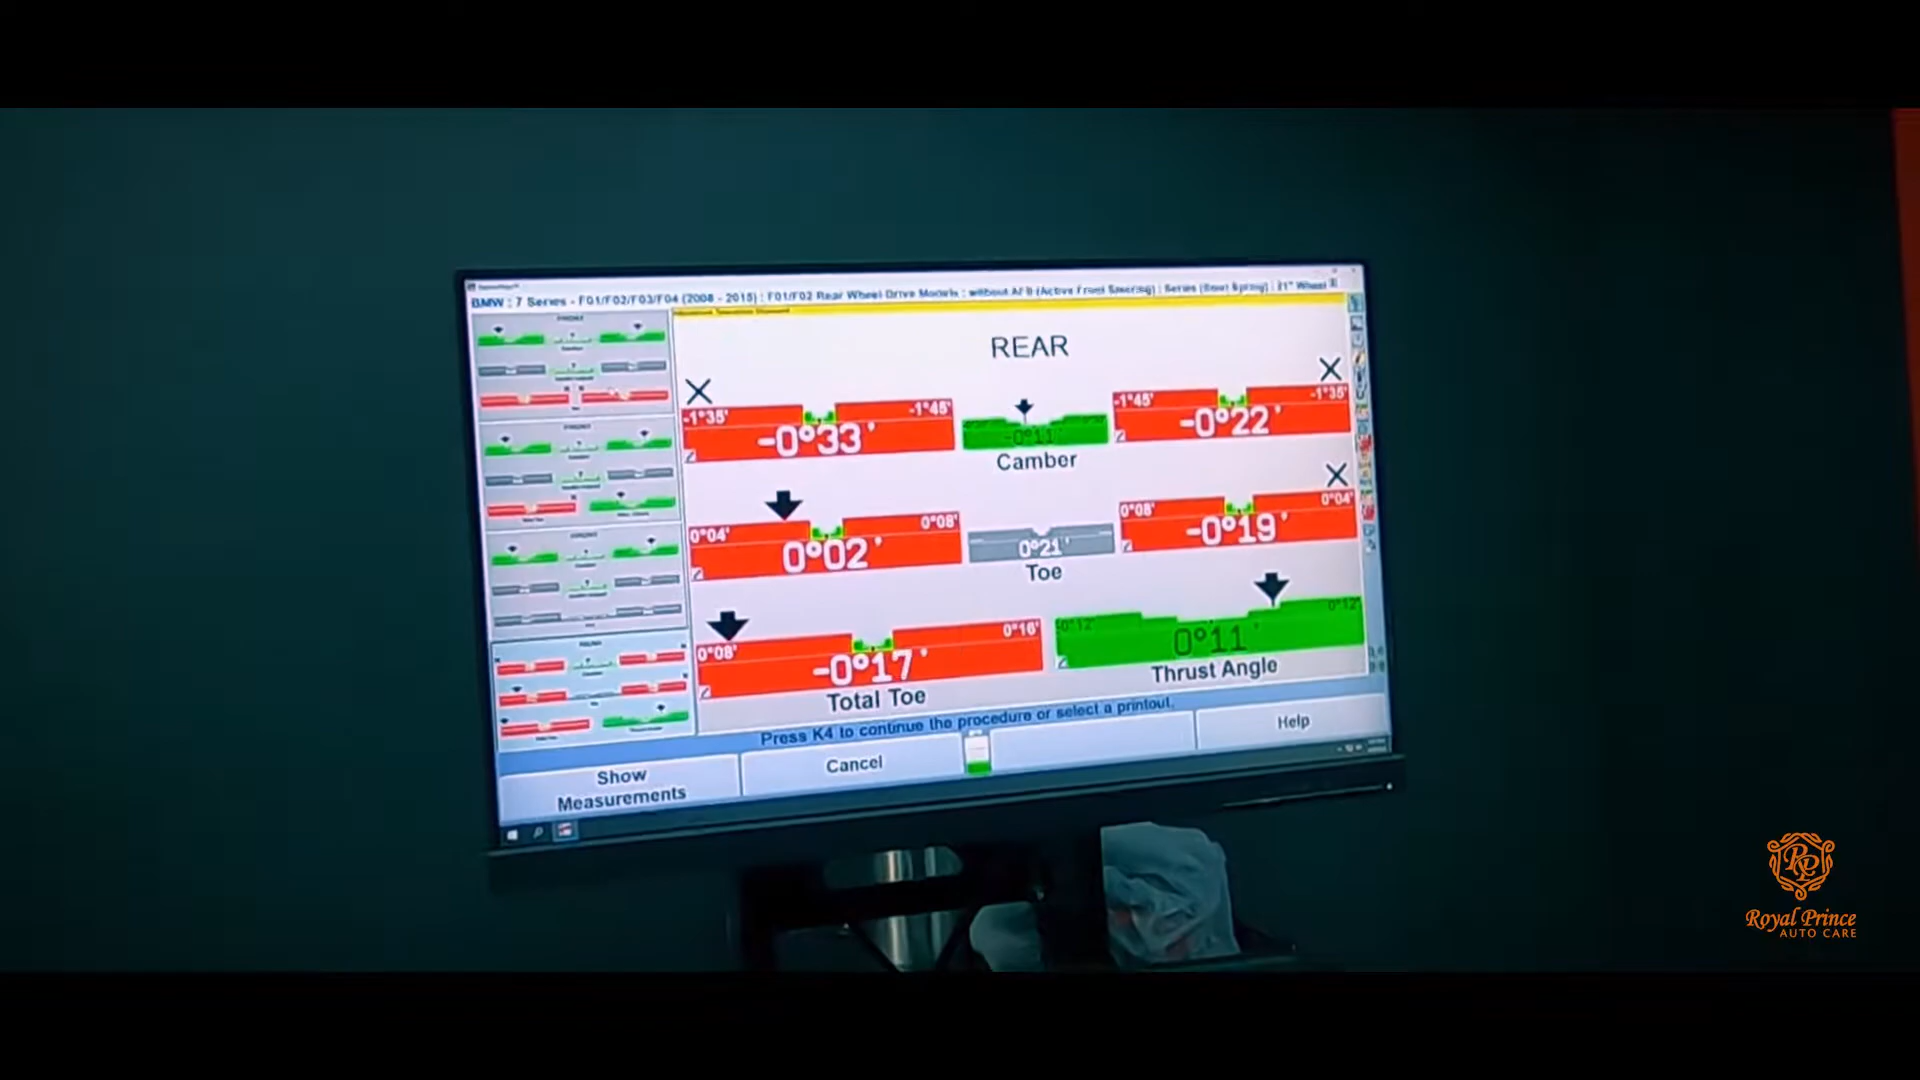 BMW : 7 Series - F01/F02/F03/F04 (2008 - 2015) : F01/F02 Rear Wheel Drive Models : without AFS (Active Front Steering) : Series (Steel Spring) : 21" Wheel
REAR
-1°35' -1°45' -1°45' -1°35'
-0°33' -0°11' -0°22'
Camber
0°04' 0°08' 0°08' 0°04'
0°02' 0°21' -0°19'
Toe
0°08' 0°16' -0°12' 0°12'
-0°17' 0°11'
Total Toe Thrust Angle
Press K4 to continue the procedure or select a printout.
Show Measurements
Cancel
Help
RP
Royal Prince
AUTO CARE